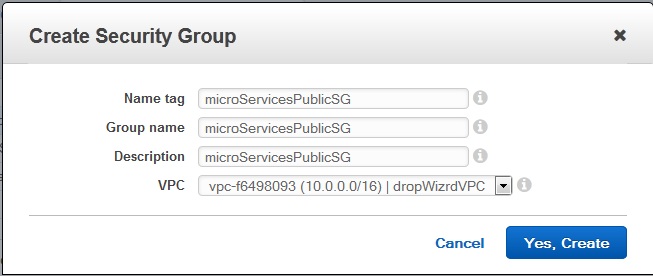 Create Security Group
Name tag microServicesPublicSG
Group name microServicesPublicSG
Description microServicesPublicSG
VPC vpc-f6498093 (10.0.0.0/16) | dropWizrdVPC
Cancel Yes, Create